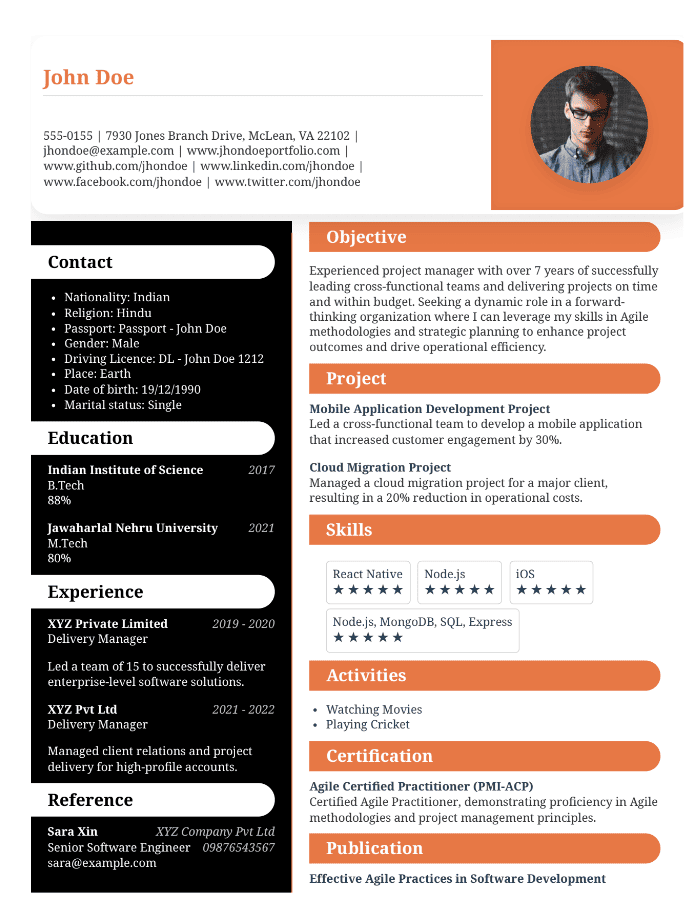 John Doe
555-0155 | 7930 Jones Branch Drive, McLean, VA 22102 |
jhondoe@example.com | www.jhondoeportfolio.com |
www.github.com/jhondoe | www.linkedin.com/jhondoe |
www.facebook.com/jhondoe | www.twitter.com/jhondoe
Contact
• Nationality: Indian
• Religion: Hindu
• Passport: Passport - John Doe
• Gender: Male
• Driving Licence: DL - John Doe 1212
• Place: Earth
• Date of birth: 19/12/1990
• Marital status: Single
Education
Indian Institute of Science 2017
B.Tech
88%
Jawaharlal Nehru University 2021
M.Tech
80%
Experience
XYZ Private Limited 2019 - 2020
Delivery Manager
Led a team of 15 to successfully deliver
enterprise-level software solutions.
XYZ Pvt Ltd 2021 - 2022
Delivery Manager
Managed client relations and project
delivery for high-profile accounts.
Reference
Sara Xin XYZ Company Pvt Ltd
Senior Software Engineer 09876543567
sara@example.com
Objective
Experienced project manager with over 7 years of successfully
leading cross-functional teams and delivering projects on time
and within budget. Seeking a dynamic role in a forward-
thinking organization where I can leverage my skills in Agile
methodologies and strategic planning to enhance project
outcomes and drive operational efficiency.
Project
Mobile Application Development Project
Led a cross-functional team to develop a mobile application
that increased customer engagement by 30%.
Cloud Migration Project
Managed a cloud migration project for a major client,
resulting in a 20% reduction in operational costs.
Skills
React Native Node.js iOS
★★★★★ ★★★★★ ★★★★★
Node.js, MongoDB, SQL, Express
★★★★★
Activities
• Watching Movies
• Playing Cricket
Certification
Agile Certified Practitioner (PMI-ACP)
Certified Agile Practitioner, demonstrating proficiency in Agile
methodologies and project management principles.
Publication
Effective Agile Practices in Software Development